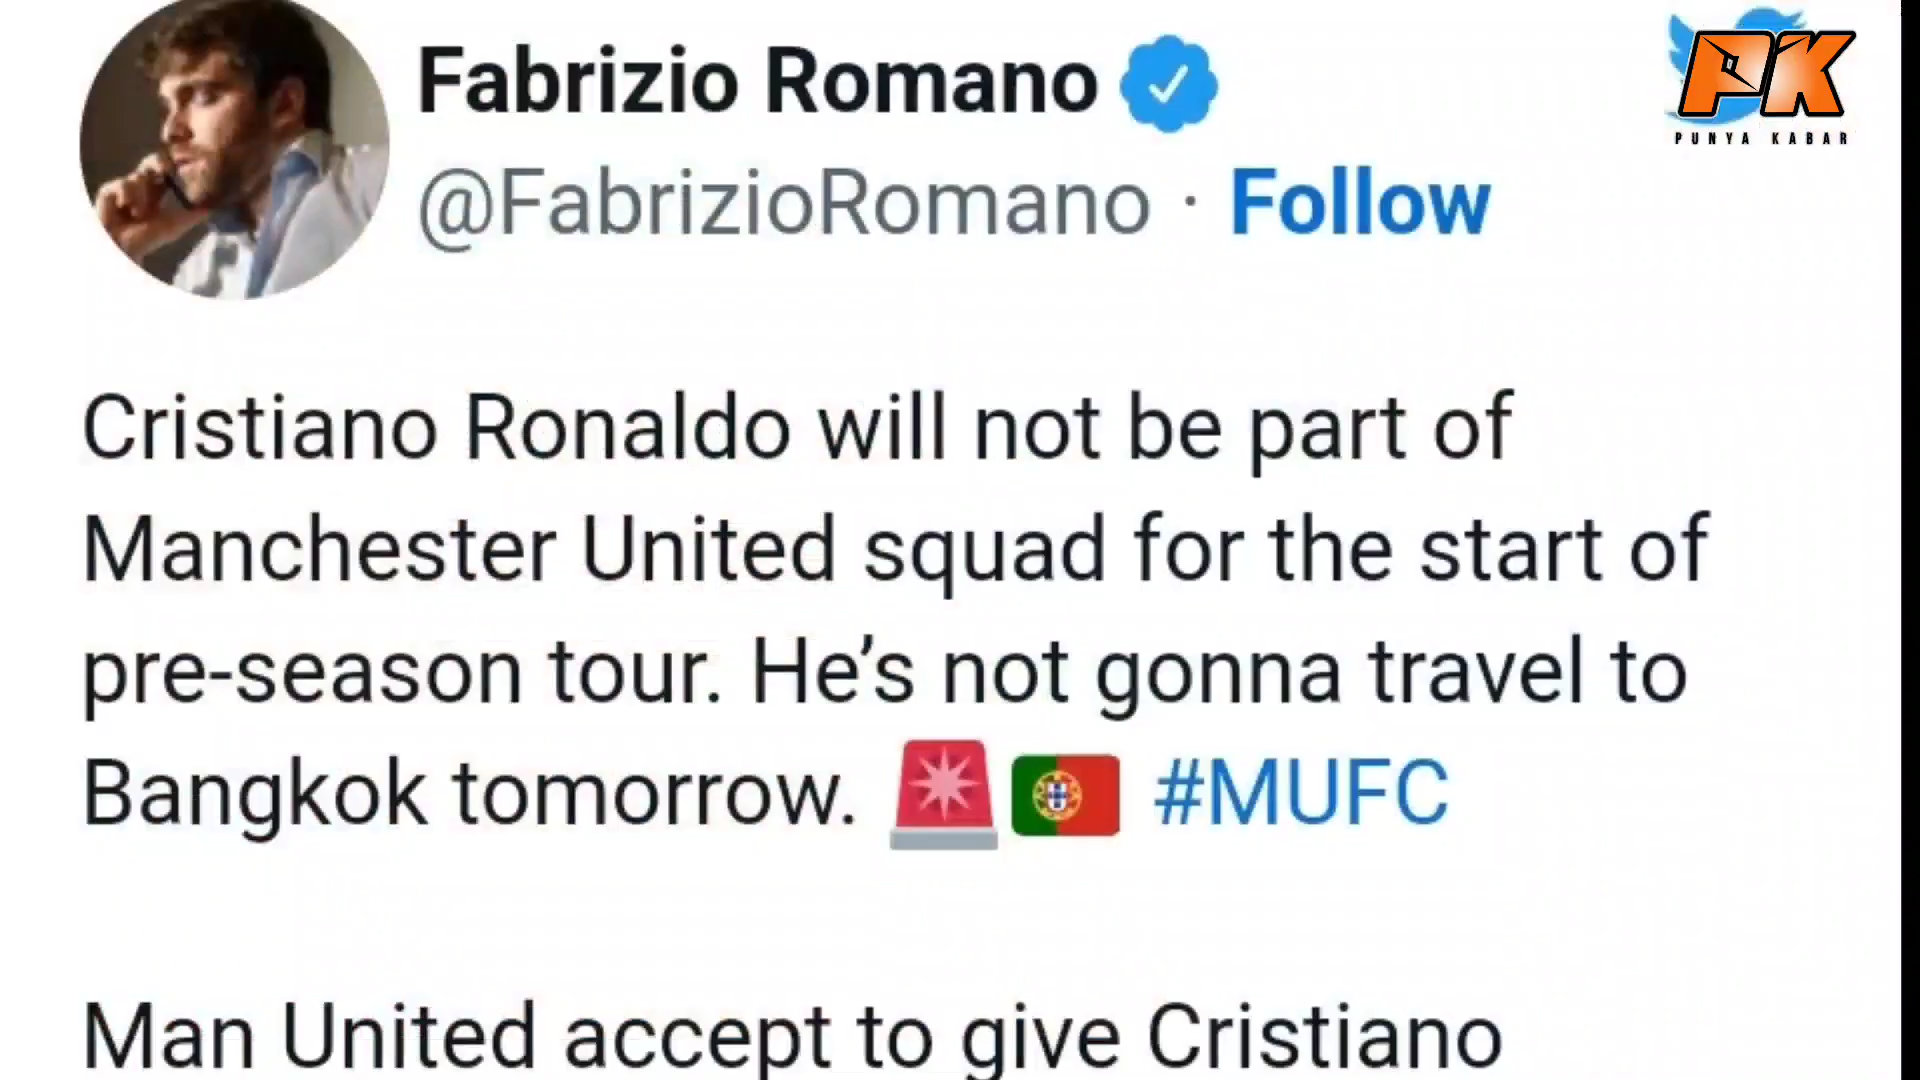 Fabrizio Romano
@FabrizioRomano · Follow
PK
PUNYA KABAR
Cristiano Ronaldo will not be part of
Manchester United squad for the start of
pre-season tour. He’s not gonna travel to
Bangkok tomorrow. 🚨🇵🇹 #MUFC
Man United accept to give Cristiano